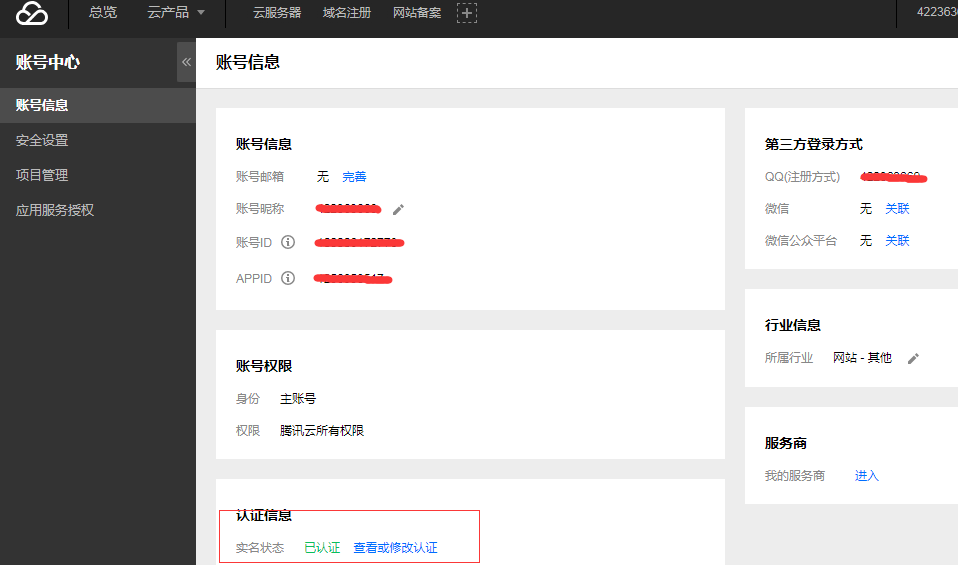 总览 云产品 云服务器 域名注册 网站备案 422363
账号中心 « 账号信息
账号信息
安全设置
项目管理
应用服务授权
账号信息
账号邮箱 无 完善
账号昵称
账号ID
APPID
账号权限
身份 主账号
权限 腾讯云所有权限
认证信息
实名状态 已认证 查看或修改认证
第三方登录方式
QQ(注册方式)
微信 无 关联
微信公众平台 无 关联
行业信息
所属行业 网站 - 其他
服务商
我的服务商 进入